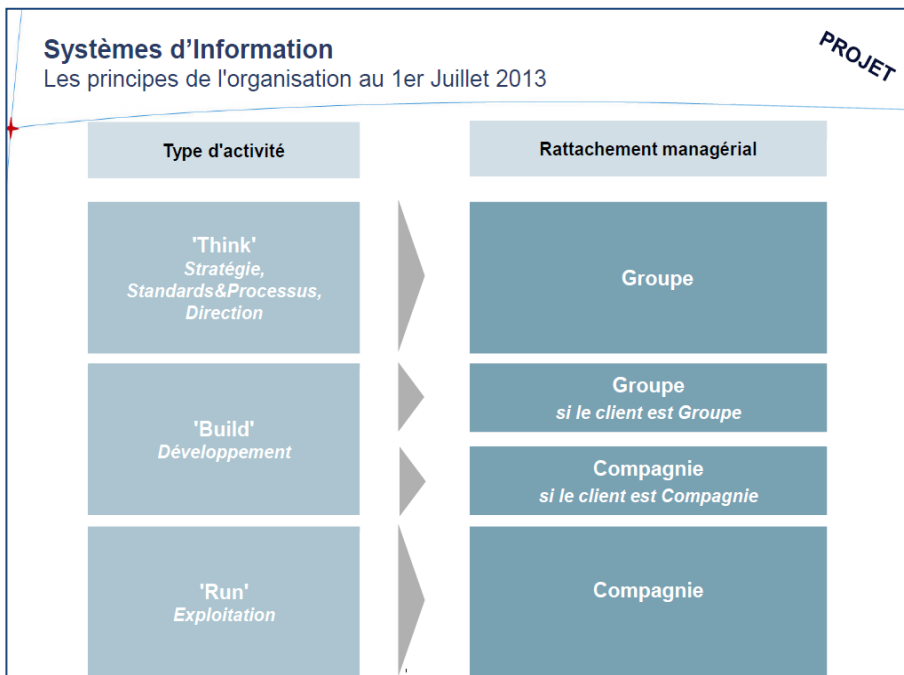 Systèmes d'Information
Les principes de l'organisation au 1er Juillet 2013
PROJET
Type d'activité
Rattachement managérial
'Think'
Stratégie,
Standards&Processus,
Direction
Groupe
'Build'
Développement
Groupe
si le client est Groupe
Compagnie
si le client est Compagnie
'Run'
Exploitation
Compagnie